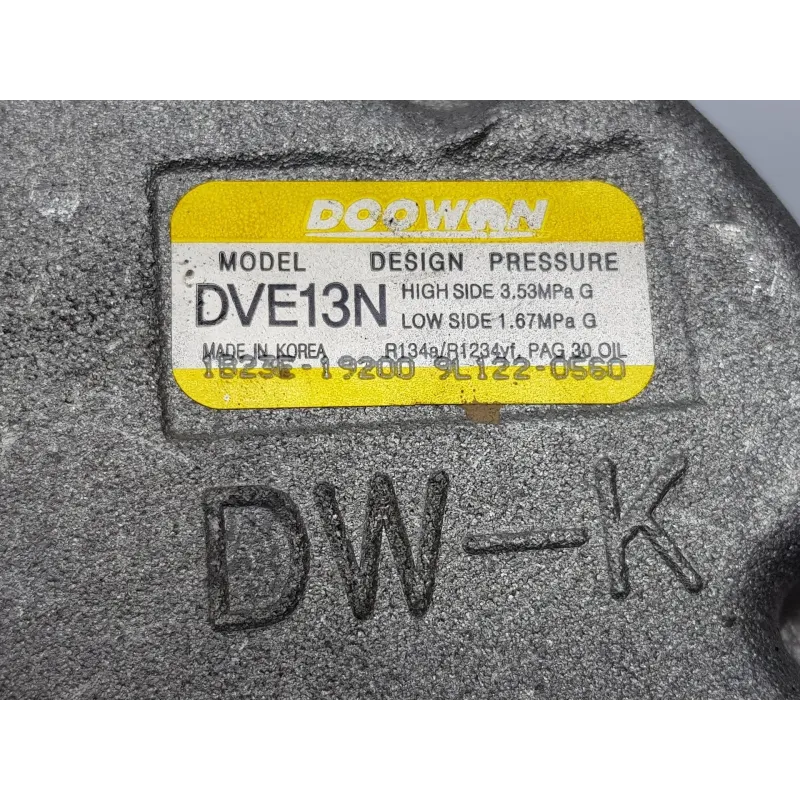 DOOWON
MODEL DESIGN PRESSURE
DVE13N HIGH SIDE 3.53MPa G
LOW SIDE 1.67MPa G
MADE IN KOREA R134a/R1234yf, PAG 30 OIL
1B23E-19200 9L122-0560
DW-K